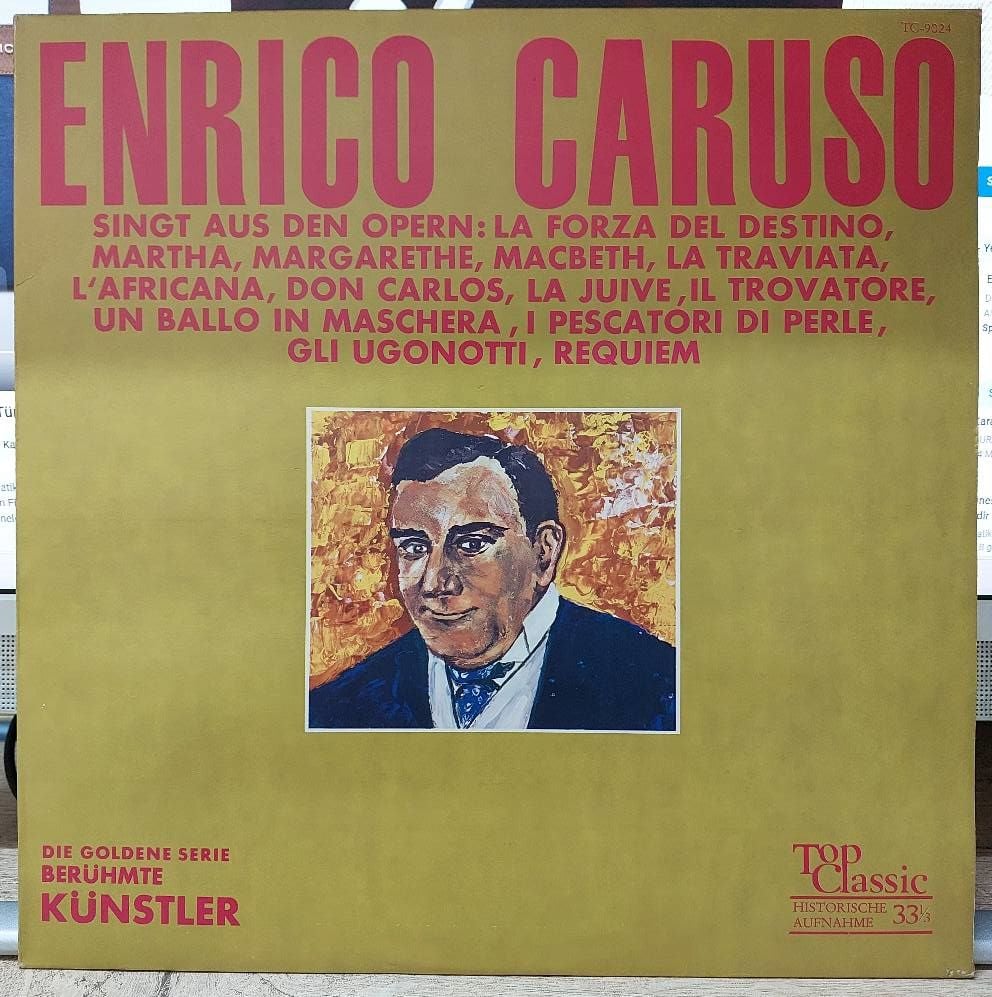 TC-9024
ENRICO CARUSO
SINGT AUS DEN OPERN: LA FORZA DEL DESTINO,
MARTHA, MARGARETHE, MACBETH, LA TRAVIATA,
L'AFRICANA, DON CARLOS, LA JUIVE, IL TROVATORE,
UN BALLO IN MASCHERA, I PESCATORI DI PERLE,
GLI UGONOTTI, REQUIEM
DIE GOLDENE SERIE
BERÜHMTE
KÜNSTLER
Top
Classic
HISTORISCHE
AUFNAHME 33⅓